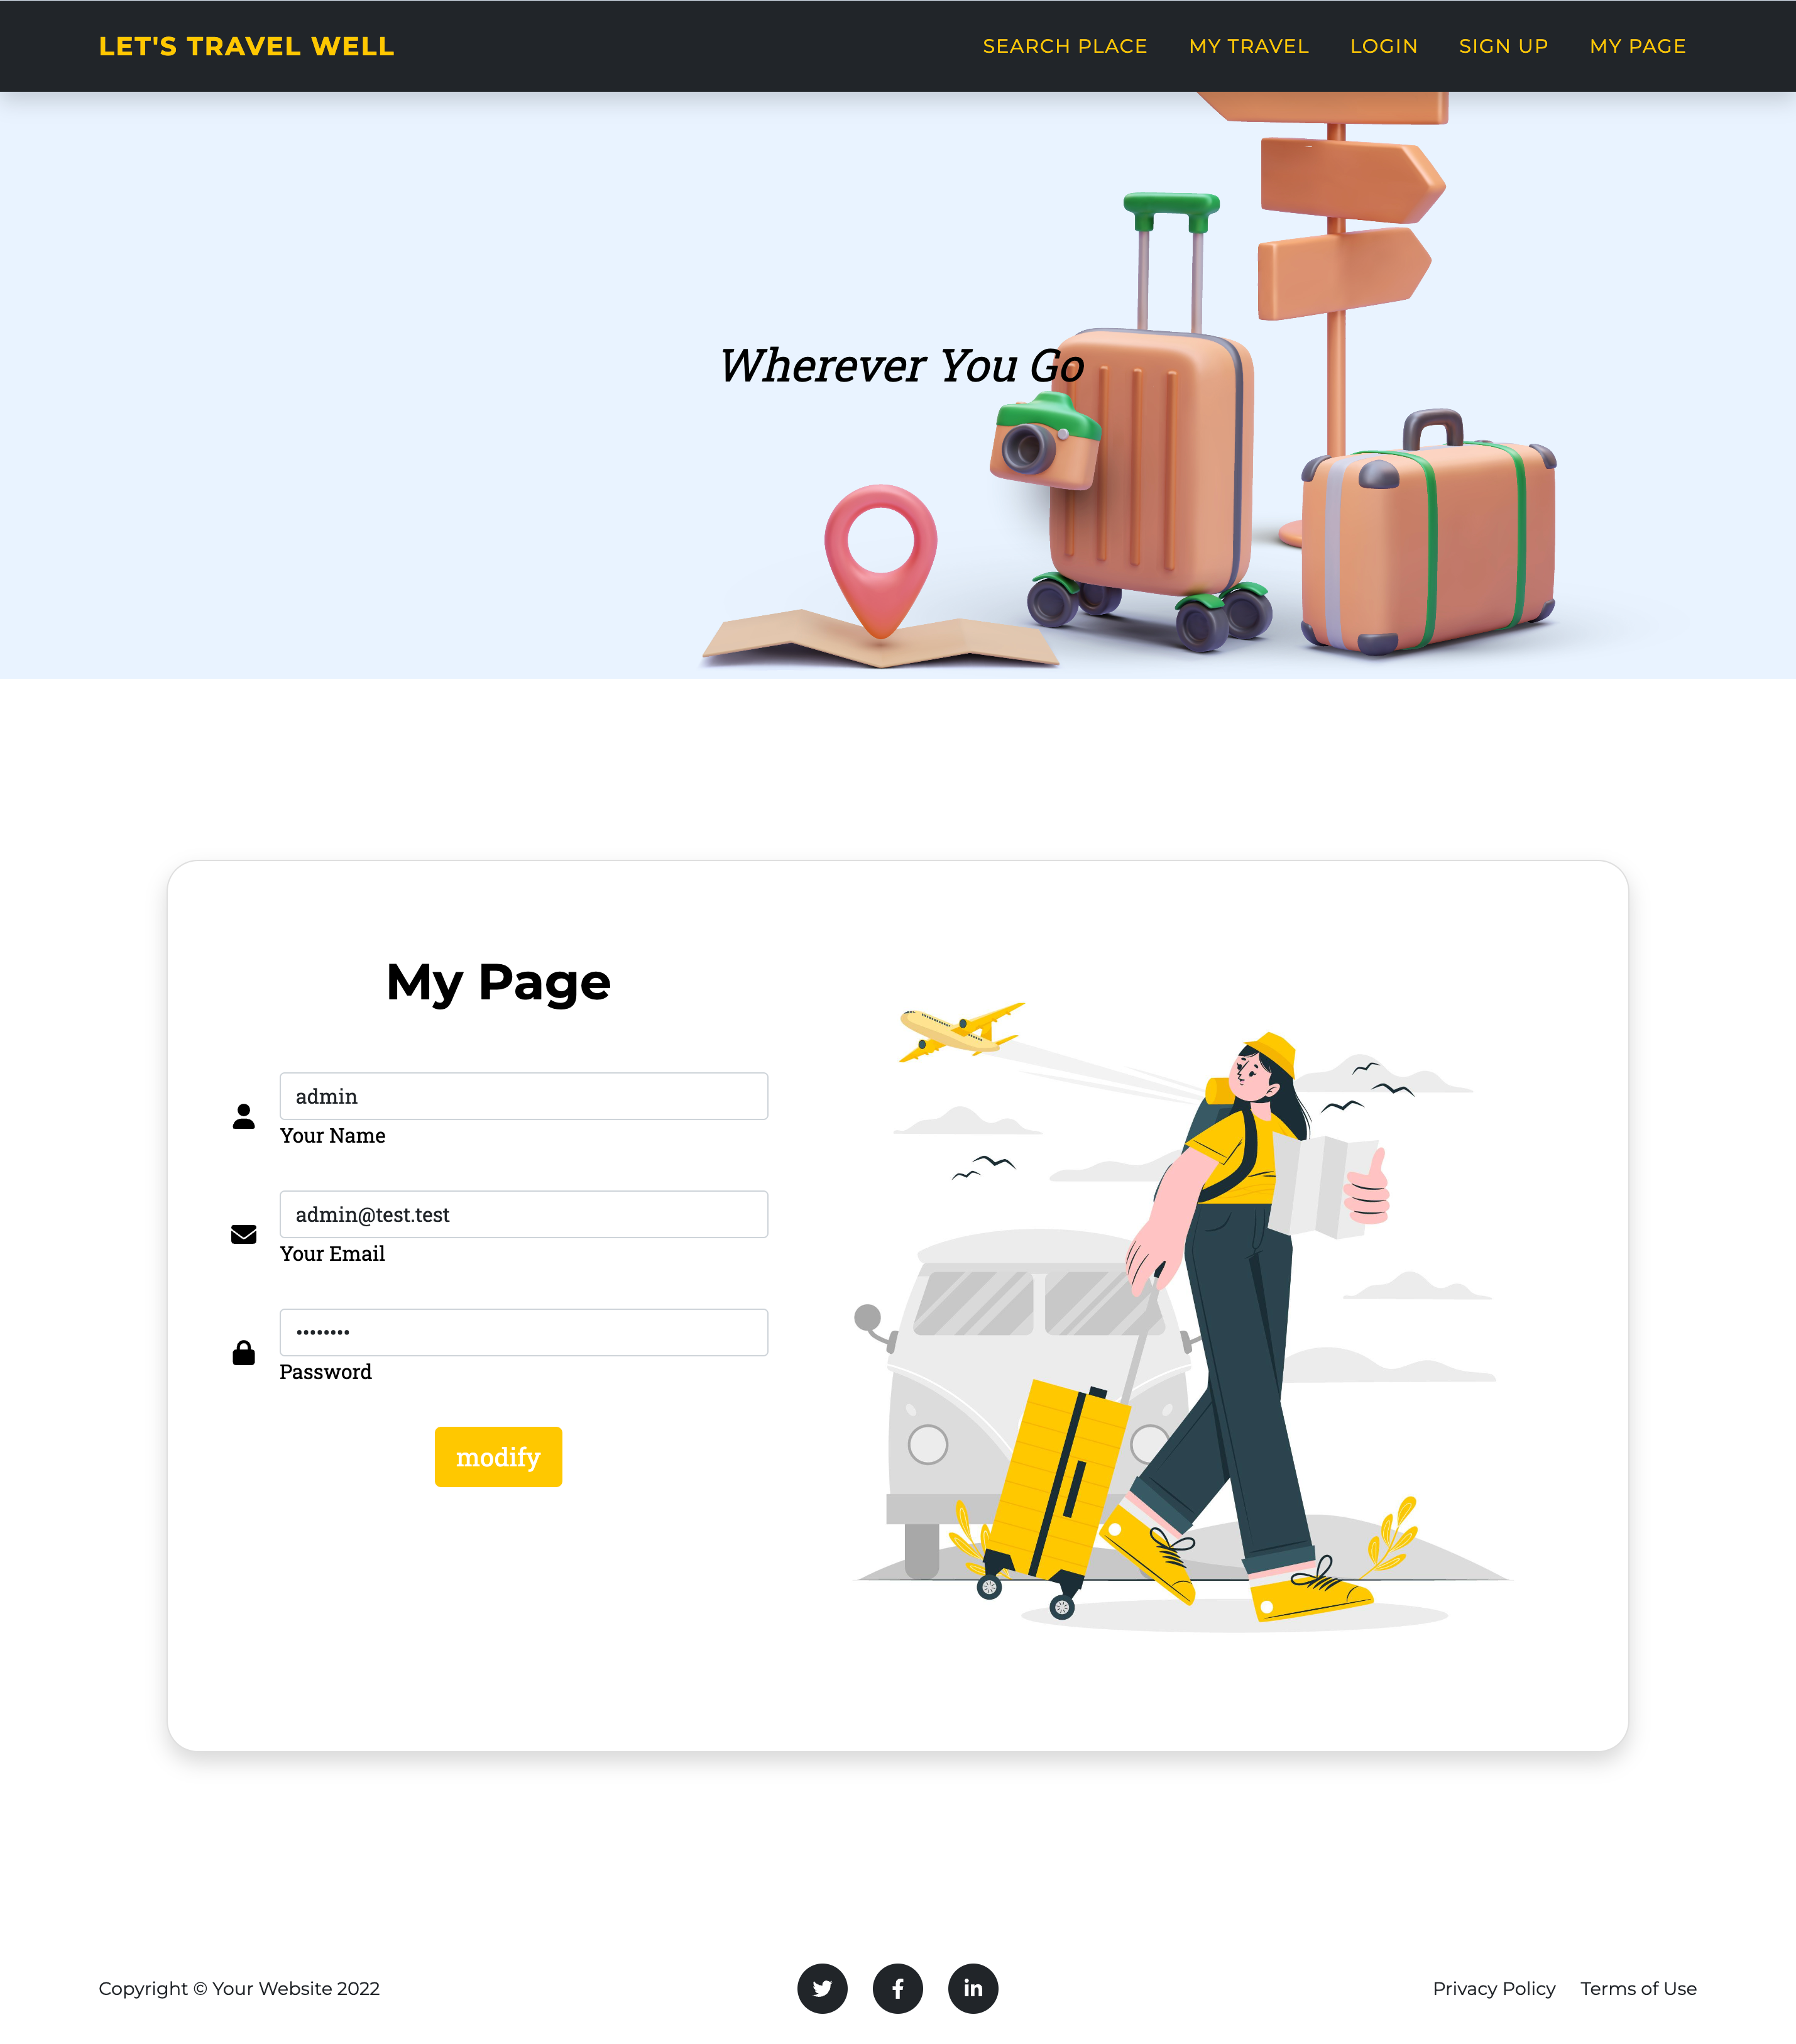 LET'S TRAVEL WELL
SEARCH PLACE MY TRAVEL LOGIN SIGN UP MY PAGE
Wherever You Go
My Page
admin
Your Name
admin@test.test
Your Email
••••••••
Password
modify
Copyright © Your Website 2022
Privacy Policy Terms of Use